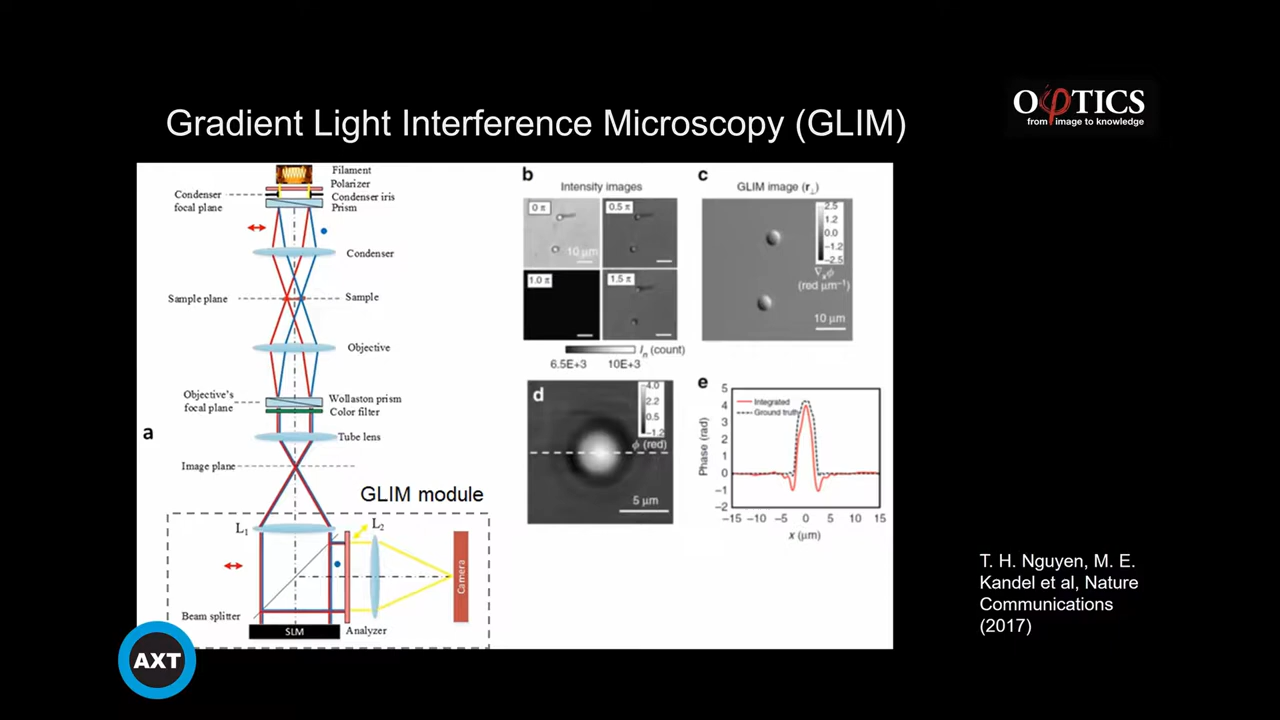 OφTICS
from image to knowledge
Gradient Light Interference Microscopy (GLIM)
a
Filament
Polarizer
Condenser iris
Prism
Condenser
focal plane
Condenser
Sample plane
Sample
Objective
Objective's
focal plane
Wollaston prism
Color filter
Tube lens
Image plane
GLIM module
L1
L2
Camera
Beam splitter
SLM
Analyzer
b
Intensity images
0 π
0.5 π
10 μm
1.0 π
1.5 π
In (count)
6.5E+3
10E+3
c
GLIM image (r⊥)
2.5
1.2
0.0
−1.2
−2.5
∇xϕ
(red μm−1)
10 μm
d
4.0
2.2
0.5
−1.2
ϕ (red)
5 μm
e
Integrated
Ground truth
Phase (rad)
5
4
3
2
1
0
−1
−2
−15 −10 −5 0 5 10 15
x (μm)
T. H. Nguyen, M. E.
Kandel et al, Nature
Communications
(2017)
AXT